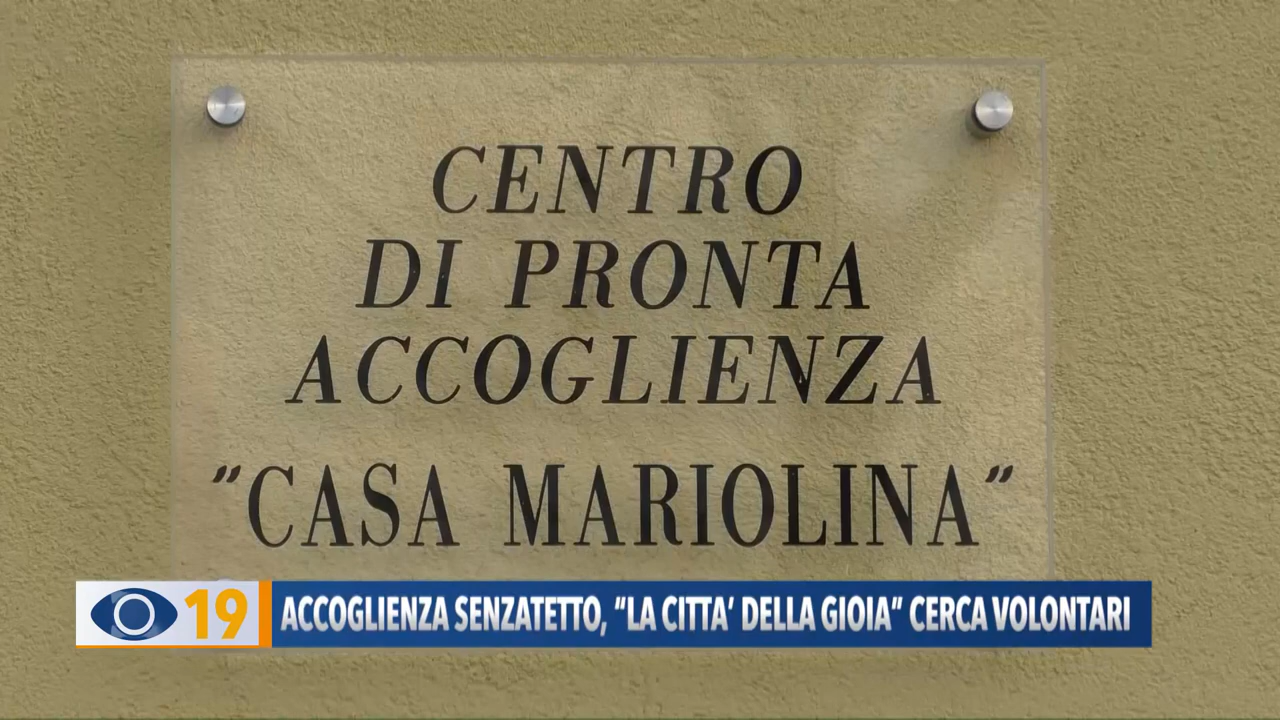 CENTRO
DI PRONTA
ACCOGLIENZA
"CASA MARIOLINA"
19
ACCOGLIENZA SENZATETTO, "LA CITTA' DELLA GIOIA" CERCA VOLONTARI